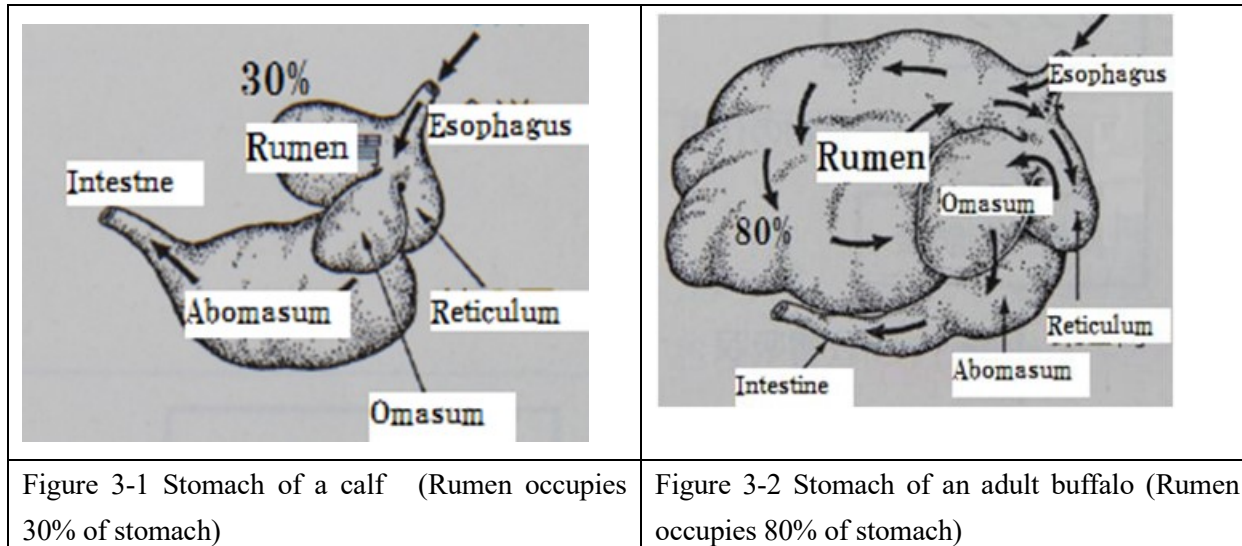 30%
Esophagus
Rumen
Intestne
Abomasum
Reticulum
Omasum
Esophagus
Rumen
Omasum
80%
Reticulum
Abomasum
Intestine
Figure 3-1 Stomach of a calf (Rumen occupies
30% of stomach)
Figure 3-2 Stomach of an adult buffalo (Rumen
occupies 80% of stomach)